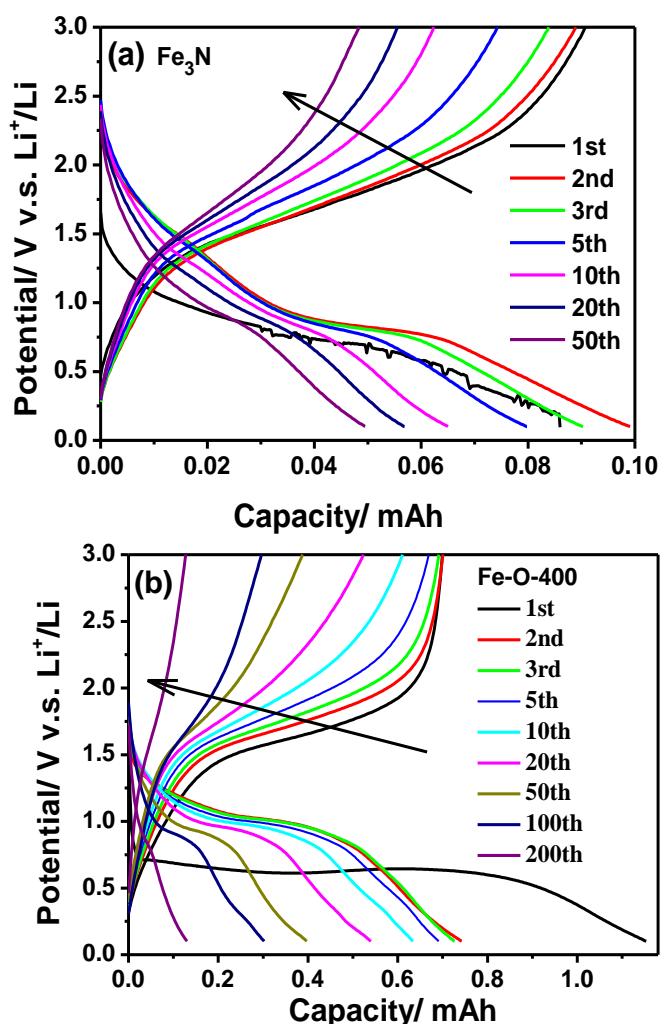 (a) Fe₃N
3.0
2.5
2.0
1.5
1.0
0.5
0.0
0.00 0.02 0.04 0.06 0.08 0.10
Potential/ V v.s. Li⁺/Li
Capacity/ mAh
1st
2nd
3rd
5th
10th
20th
50th
(b)
Fe-O-400
3.0
2.5
2.0
1.5
1.0
0.5
0.0
0.0 0.2 0.4 0.6 0.8 1.0
Potential/ V v.s. Li⁺/Li
Capacity/ mAh
1st
2nd
3rd
5th
10th
20th
50th
100th
200th